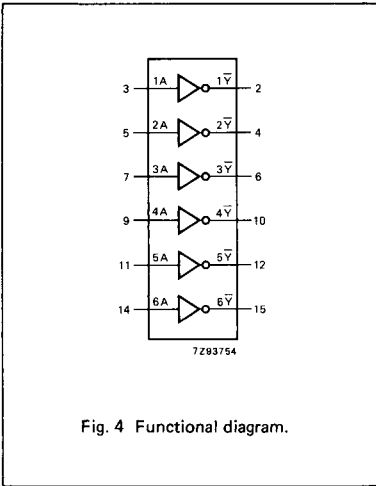 3 1A 1Y̅ 2
5 2A 2Y̅ 4
7 3A 3Y̅ 6
9 4A 4Y̅ 10
11 5A 5Y̅ 12
14 6A 6Y̅ 15
7Z93754
Fig. 4 Functional diagram.